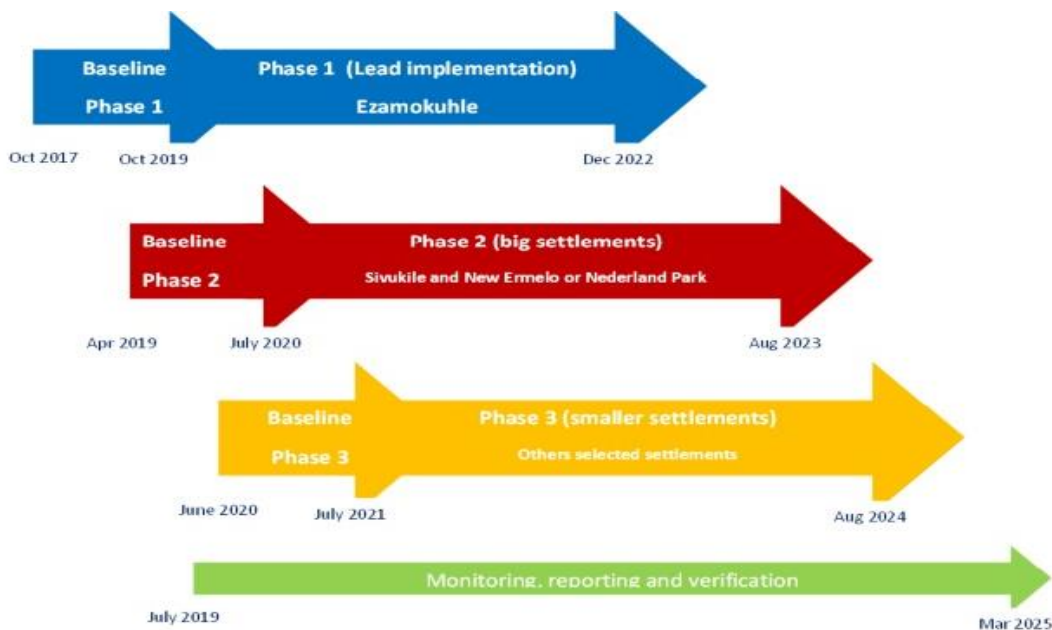 Baseline
Phase 1
Phase 1 (Lead implementation)
Ezamokuhle
Oct 2017
Oct 2019
Dec 2022
Baseline
Phase 2
Phase 2 (big settlements)
Sivukile and New Ermelo or Nederland Park
Apr 2019
July 2020
Aug 2023
Baseline
Phase 3
Phase 3 (smaller settlements)
Others selected settlements
June 2020
July 2021
Aug 2024
Monitoring, reporting and verification
July 2019
Mar 2025